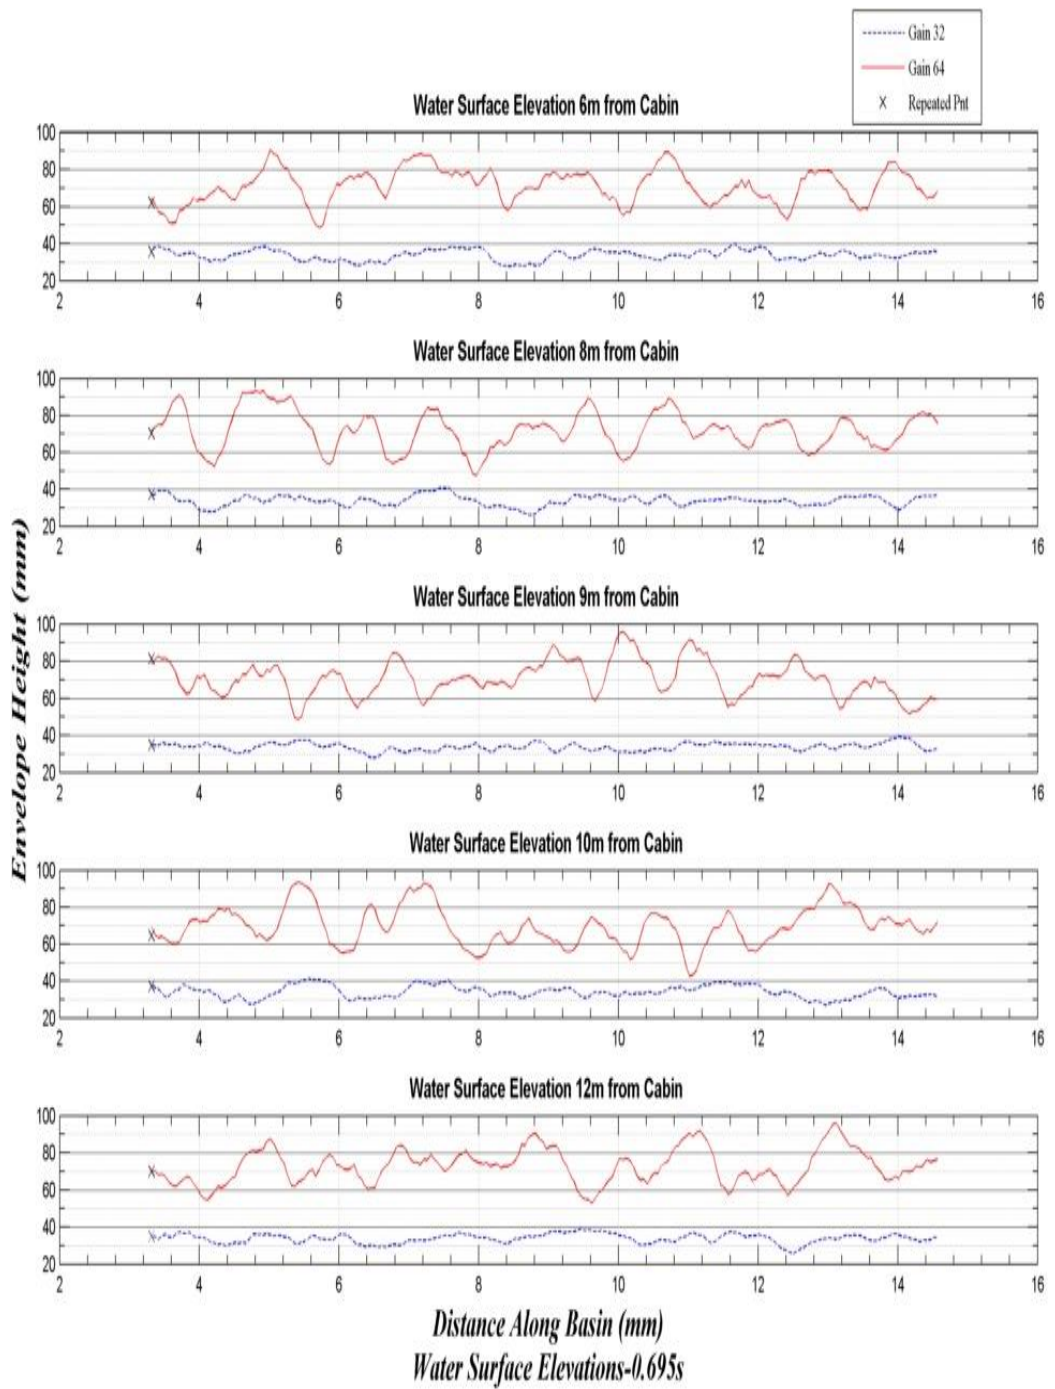 Gain 32
Gain 64
Repeated Pnt
Water Surface Elevation 6m from Cabin
100
80
60
40
20
2 4 6 8 10 12 14 16
Water Surface Elevation 8m from Cabin
100
80
60
40
20
2 4 6 8 10 12 14 16
Water Surface Elevation 9m from Cabin
100
80
60
40
20
2 4 6 8 10 12 14 16
Water Surface Elevation 10m from Cabin
100
80
60
40
20
2 4 6 8 10 12 14 16
Water Surface Elevation 12m from Cabin
100
80
60
40
20
2 4 6 8 10 12 14 16
Envelope Height (mm)
Distance Along Basin (mm)
Water Surface Elevations-0.695s